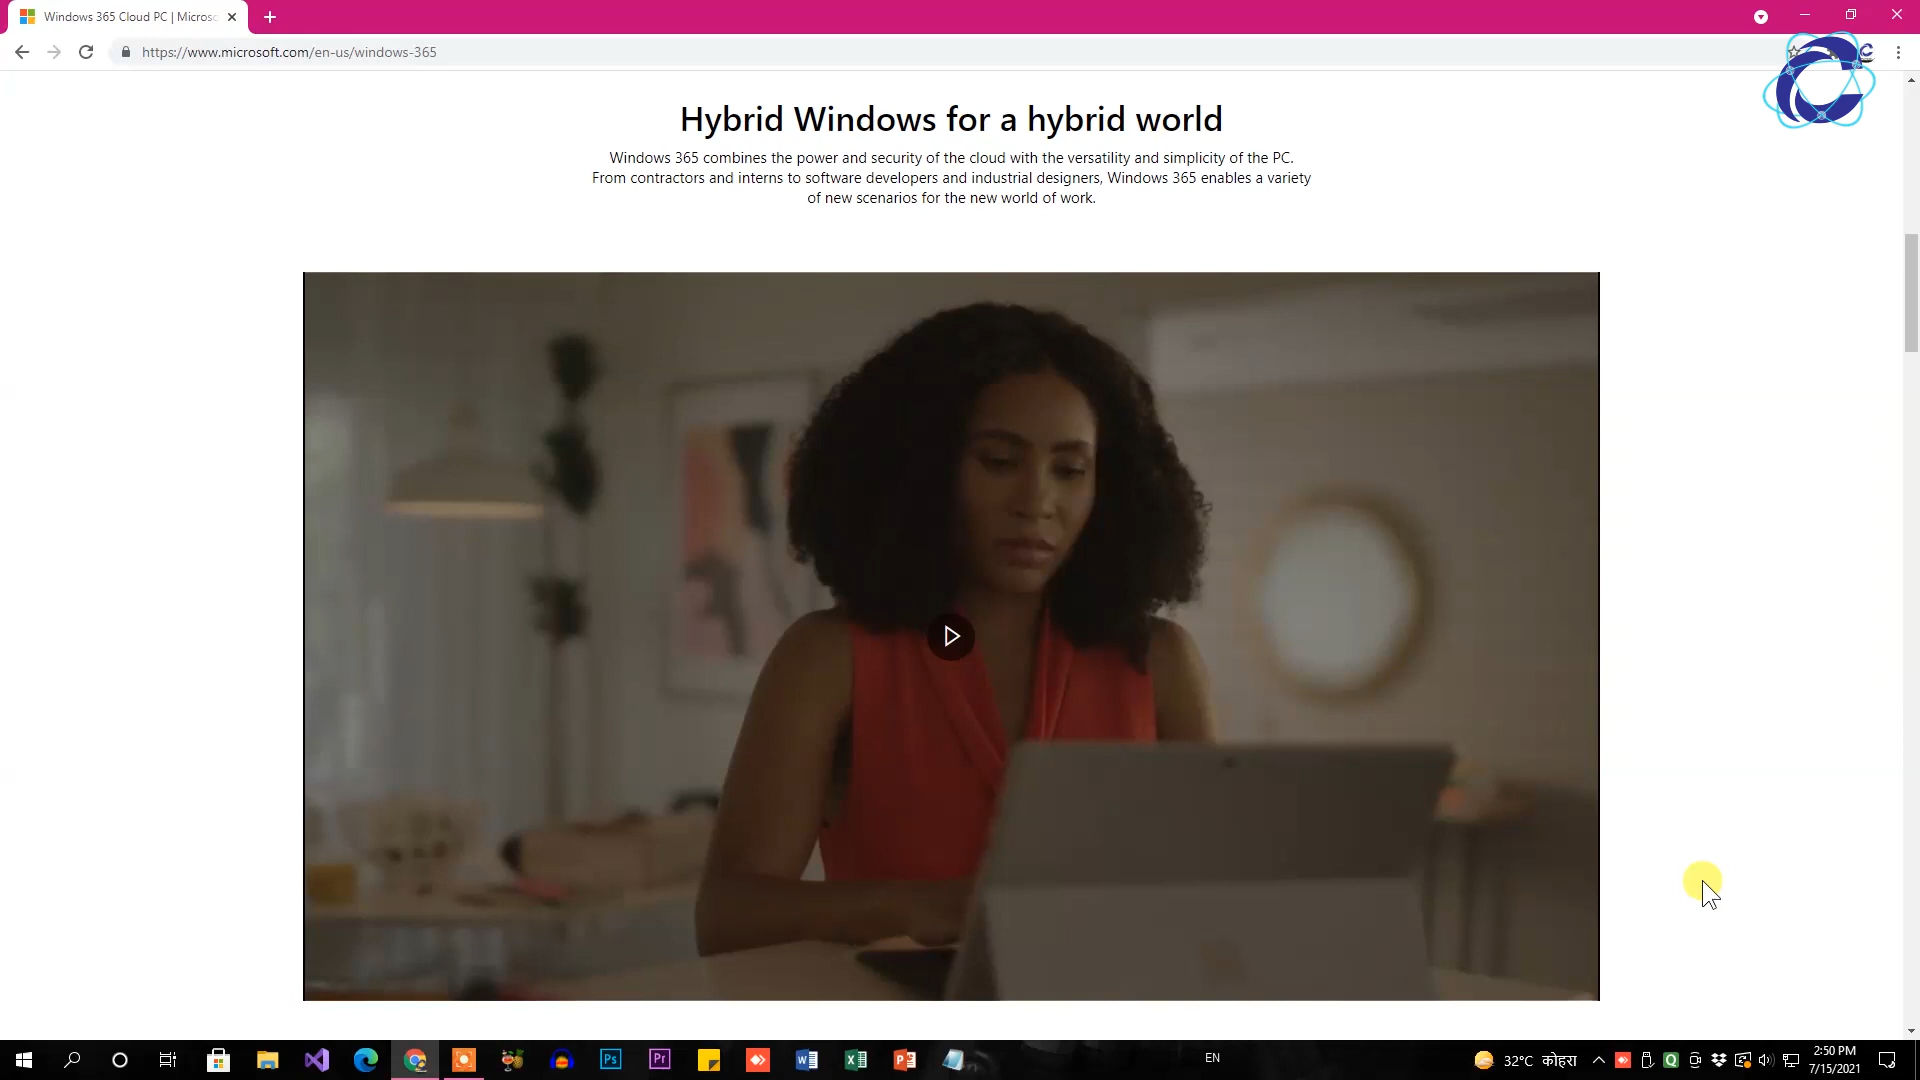 Windows 365 Cloud PC | Micros
https://www.microsoft.com/en-us/windows-365
Hybrid Windows for a hybrid world
Windows 365 combines the power and security of the cloud with the versatility and simplicity of the PC.
From contractors and interns to software developers and industrial designers, Windows 365 enables a variety
of new scenarios for the new world of work.
Ps
Pr
EN
32°C कोहरा
2:50 PM
7/15/2021